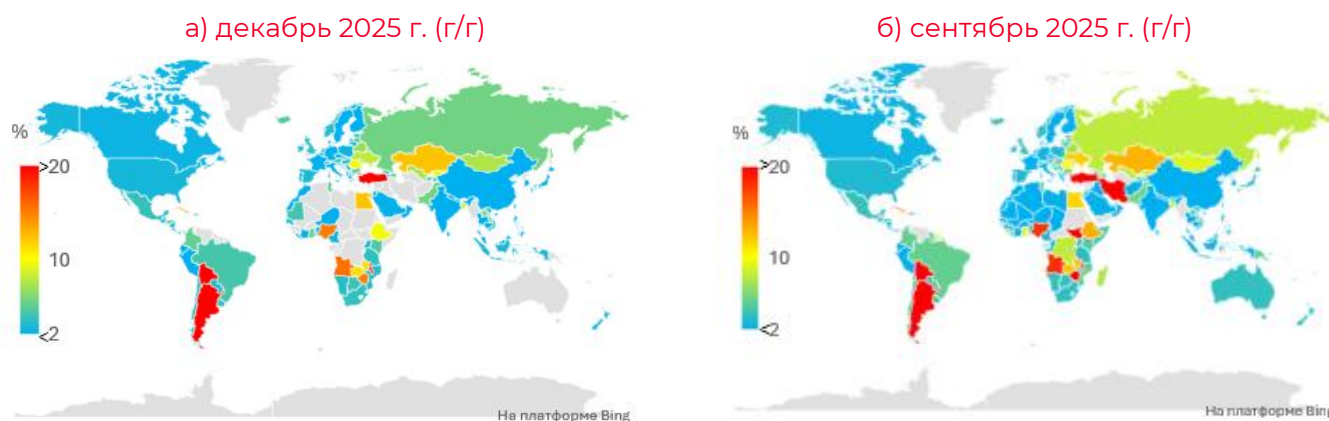 а) декабрь 2025 г. (г/г)
%
>20
10
<2
На платформе Bing
б) сентябрь 2025 г. (г/г)
%
>20
10
<2
На платформе Bing